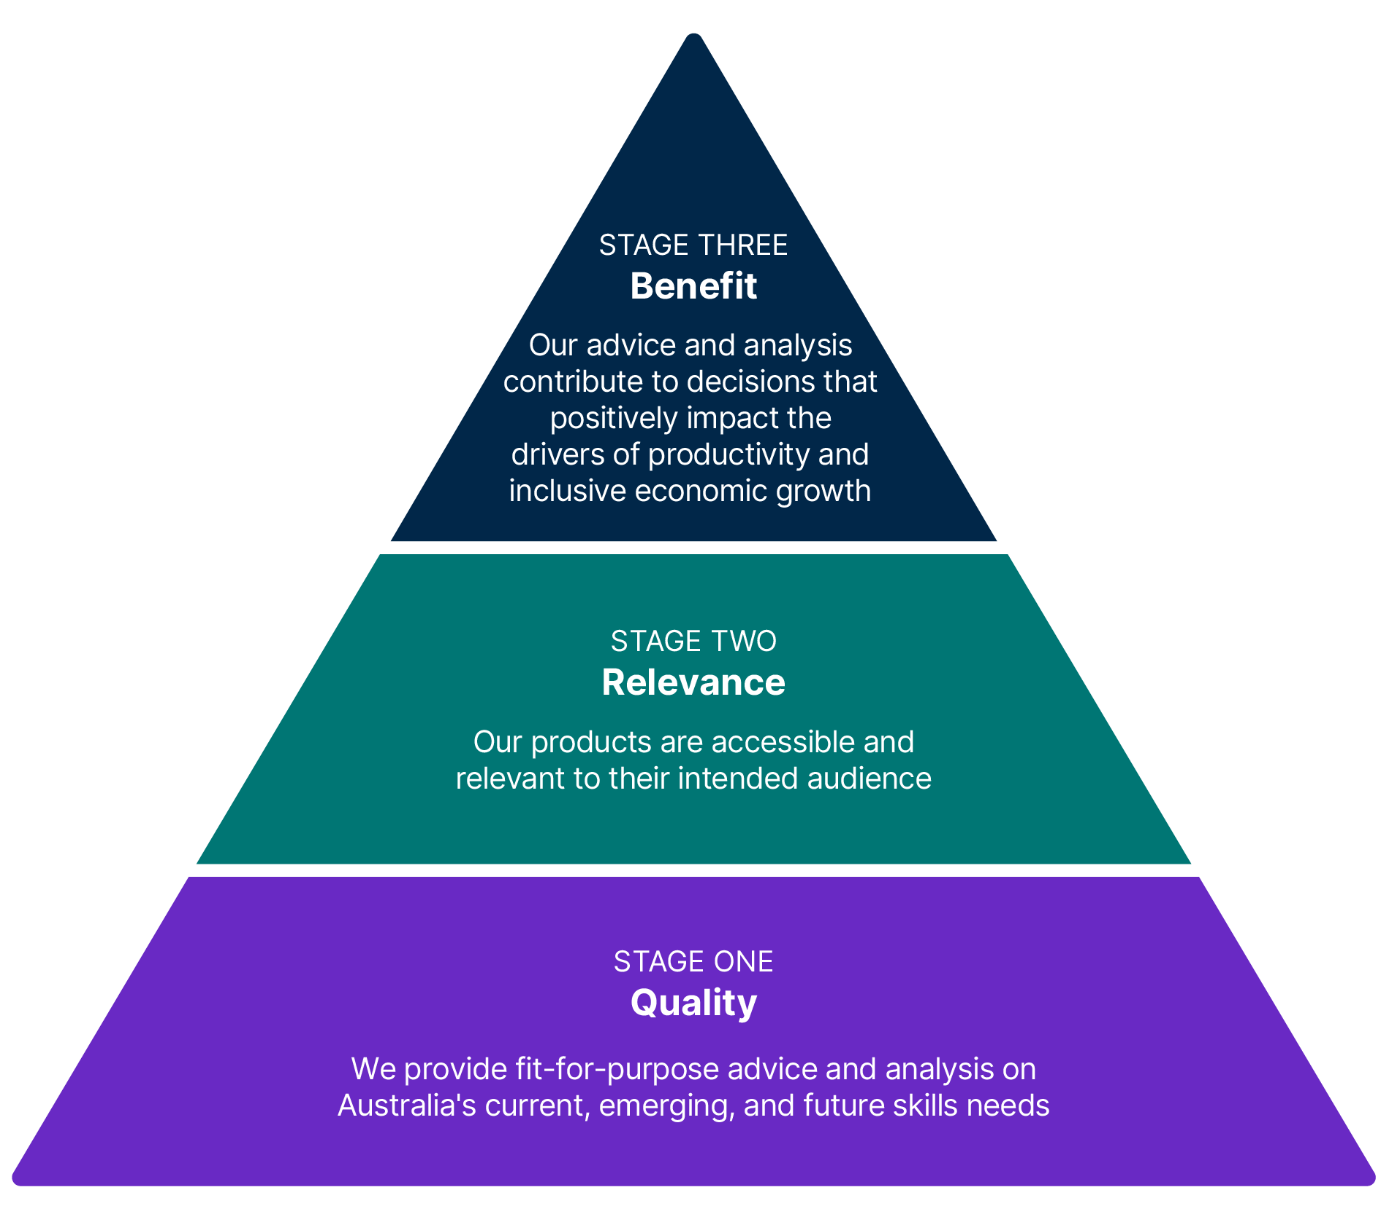 STAGE THREE
Benefit
Our advice and analysis
contribute to decisions that
positively impact the
drivers of productivity and
inclusive economic growth
STAGE TWO
Relevance
Our products are accessible and
relevant to their intended audience
STAGE ONE
Quality
We provide fit-for-purpose advice and analysis on
Australia's current, emerging, and future skills needs